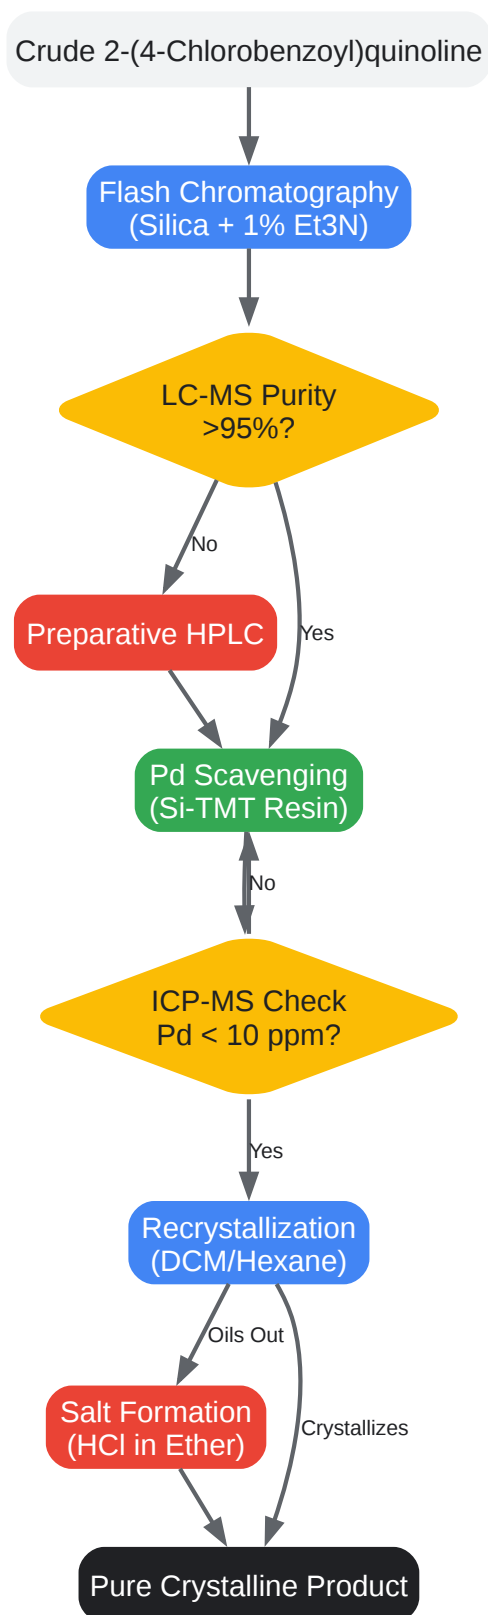 Crude 2-(4-Chlorobenzoyl)quinoline
Flash Chromatography
(Silica + 1% Et3N)
LC-MS Purity
>95%?
No
Yes
Preparative HPLC
Pd Scavenging
(Si-TMT Resin)
No
ICP-MS Check
Pd < 10 ppm?
Yes
Recrystallization
(DCM/Hexane)
Oils Out
Salt Formation
(HCl in Ether)
Crystallizes
Pure Crystalline Product